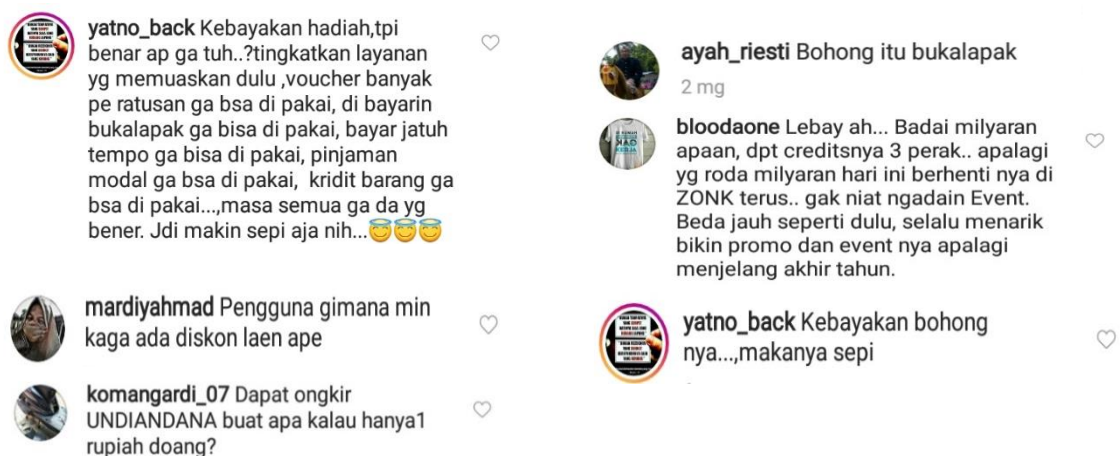 yatno_back Kebayakan hadiah,tpi
benar ap ga tuh..?tingkatkan layanan
yg memuaskan dulu ,voucher banyak
pe ratusan ga bsa di pakai, di bayarin
bukalapak ga bisa di pakai, bayar jatuh
tempo ga bisa di pakai, pinjaman
modal ga bsa di pakai, kridit barang ga
bsa di pakai...,masa semua ga da yg
bener. Jdi makin sepi aja nih...😇😇😇
mardiyahmad Pengguna gimana min
kaga ada diskon laen ape
komangardi_07 Dapat ongkir
UNDIANDANA buat apa kalau hanya1
rupiah doang?
ayah_riesti Bohong itu bukalapak
2 mg
bloodaone Lebay ah... Badai milyaran
apaan, dpt creditsnya 3 perak.. apalagi
yg roda milyaran hari ini berhenti nya di
ZONK terus.. gak niat ngadain Event.
Beda jauh seperti dulu, selalu menarik
bikin promo dan event nya apalagi
menjelang akhir tahun.
yatno_back Kebayakan bohong
nya...,makanya sepi